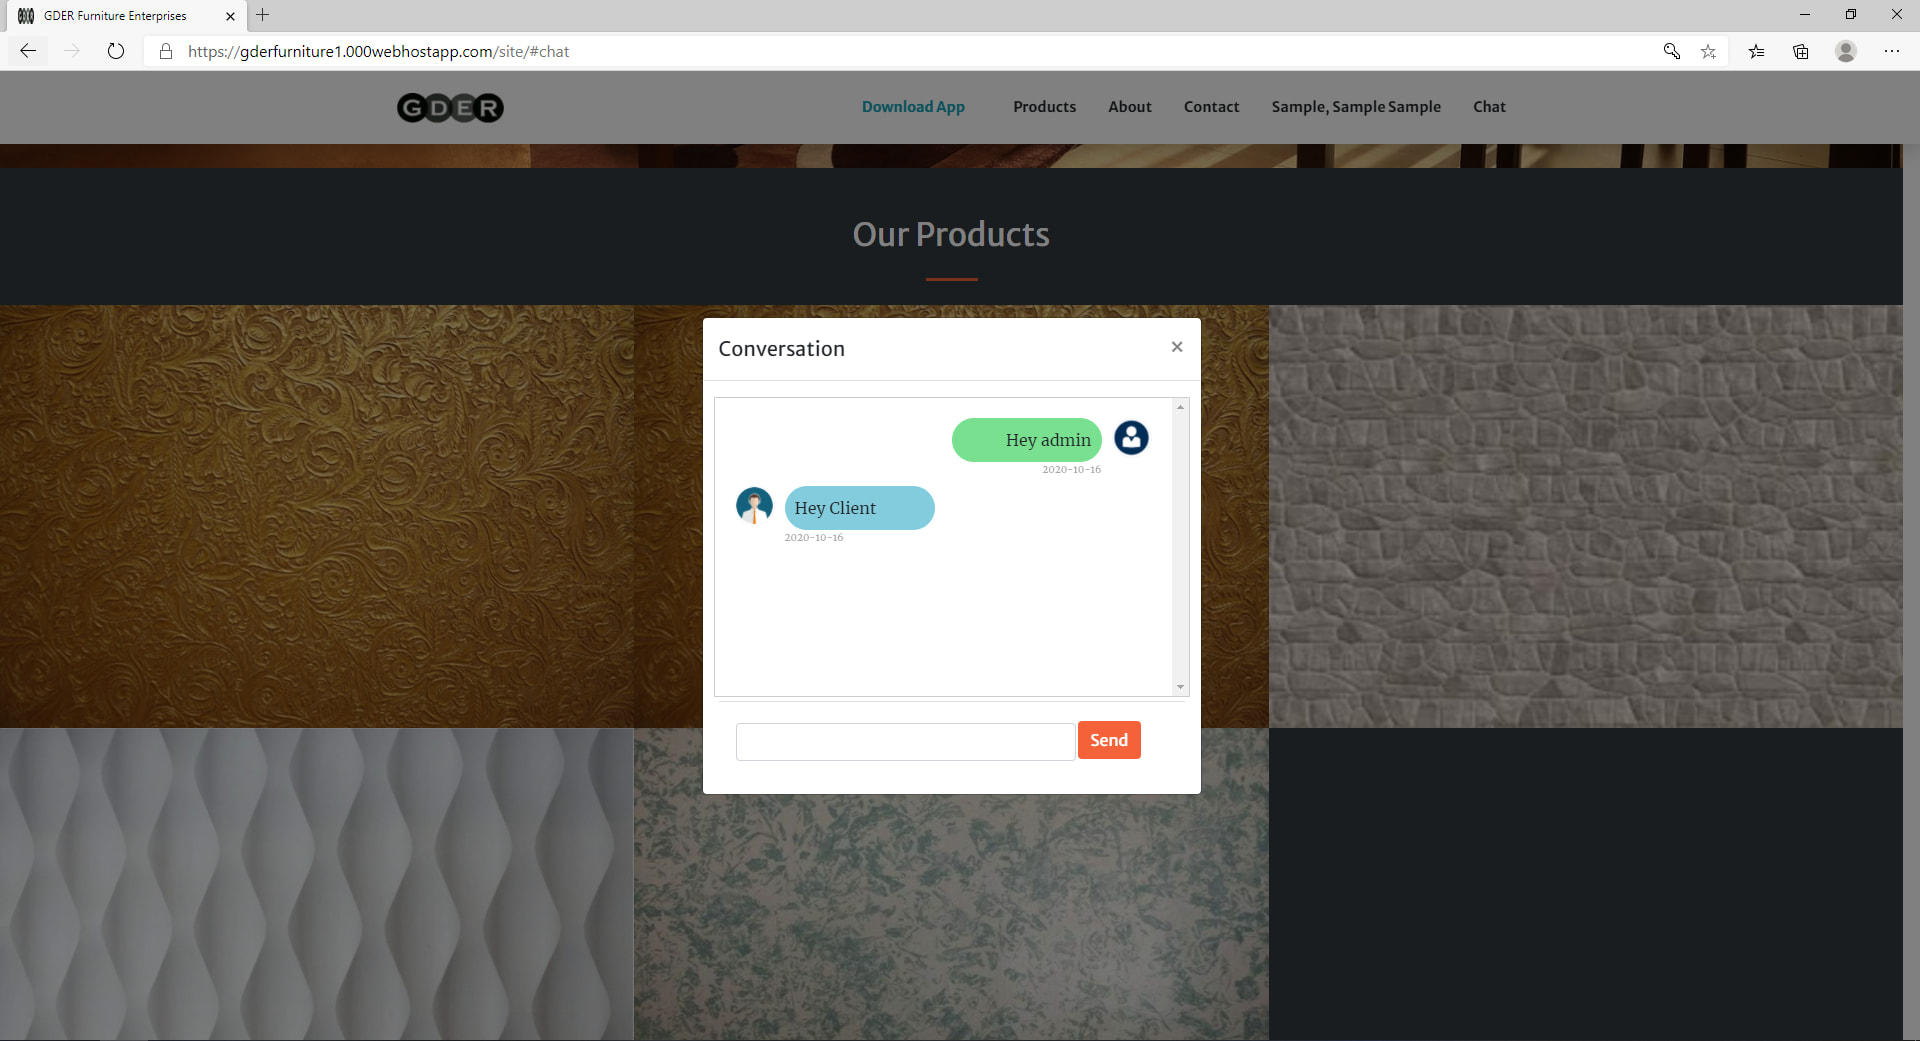 GDER Furniture Enterprises
https://gderfurniture1.000webhostapp.com/site/#chat
GDER
Download App
Products
About
Contact
Sample, Sample Sample
Chat
Our Products
Conversation
Hey admin
2020-10-16
Hey Client
2020-10-16
Send